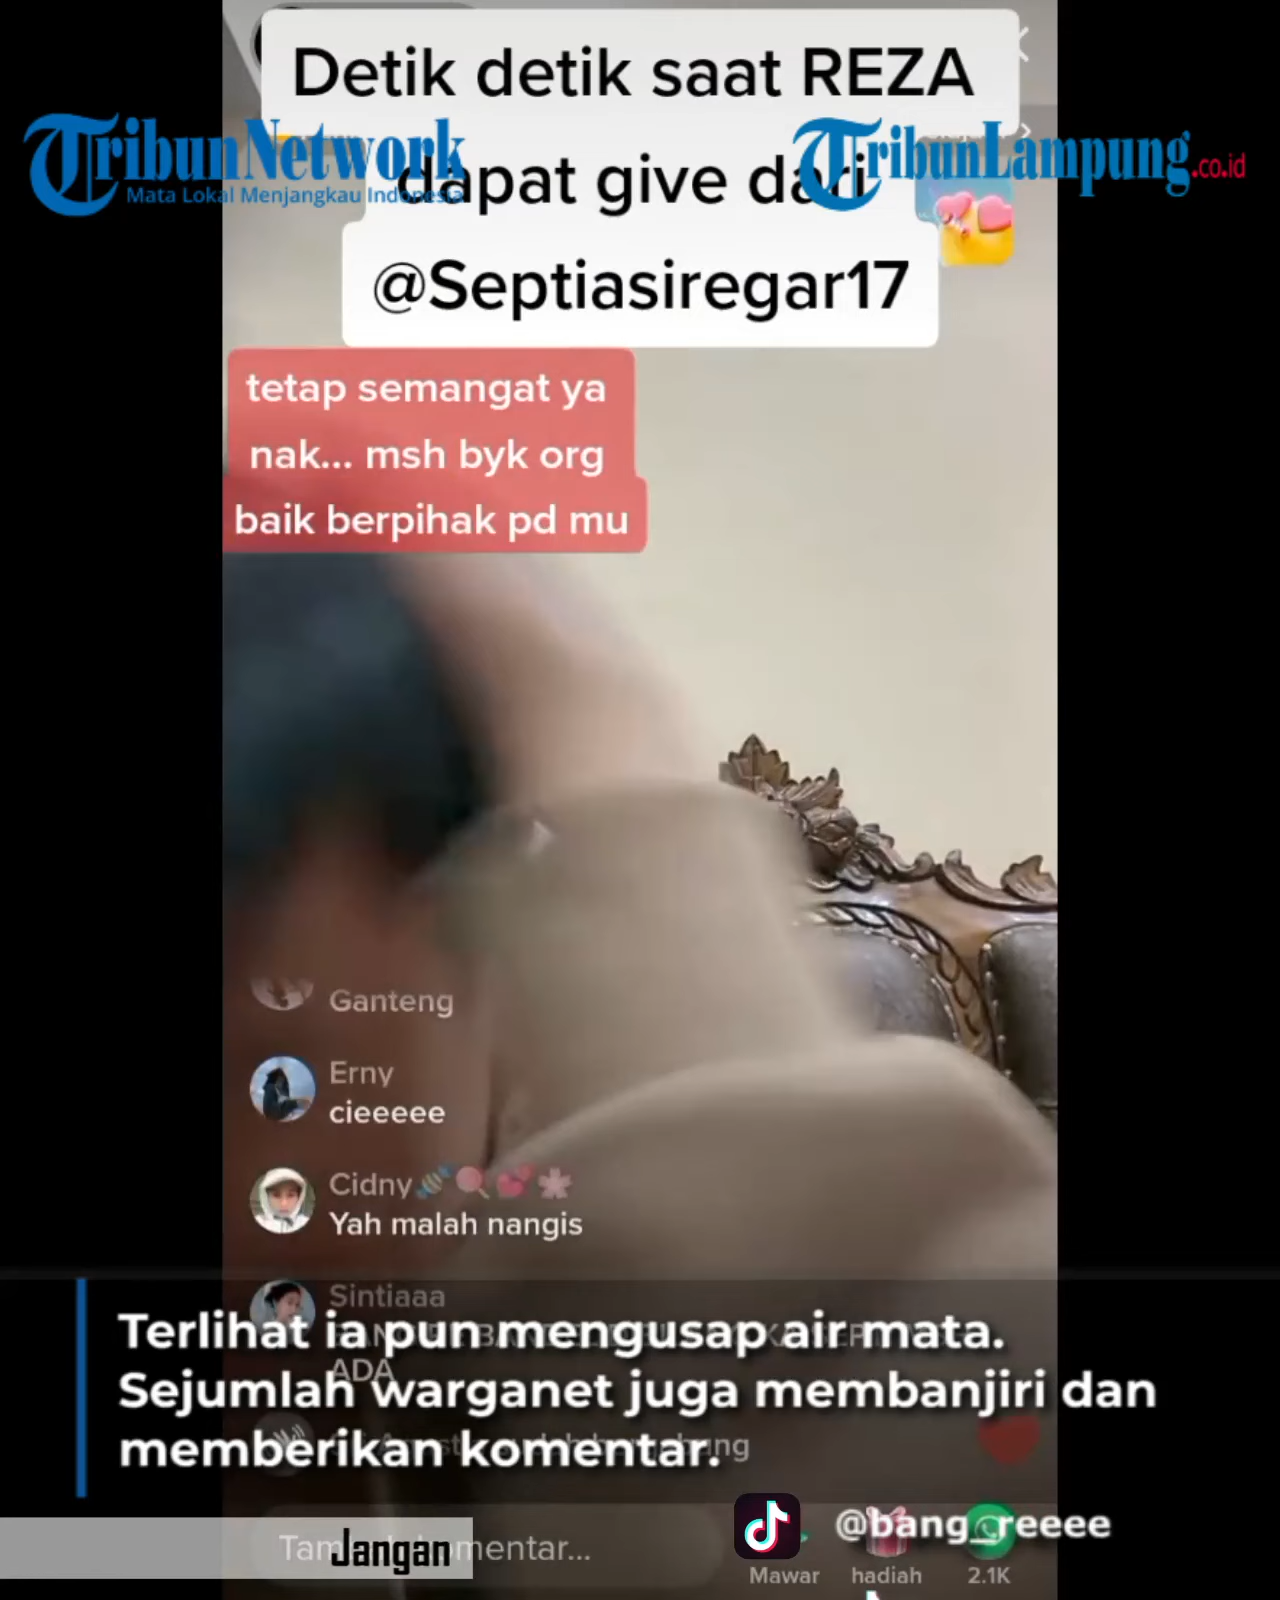 Detik detik saat REZA
TribunNetwork
Mata Lokal Menjangkau Indonesia
dapat give dari
TribunLampung.co.id
@Septiasiregar17
tetap semangat ya
nak... msh byk org
baik berpihak pd mu
Ganteng
Erny
cieeeee
Cidny
Yah malah nangis
Sintiaaa
ADA
Terlihat ia pun mengusap air mata.
Sejumlah warganet juga membanjiri dan
memberikan komentar.
@bang_reeee
Jangan
Mawar
hadiah
2.1K